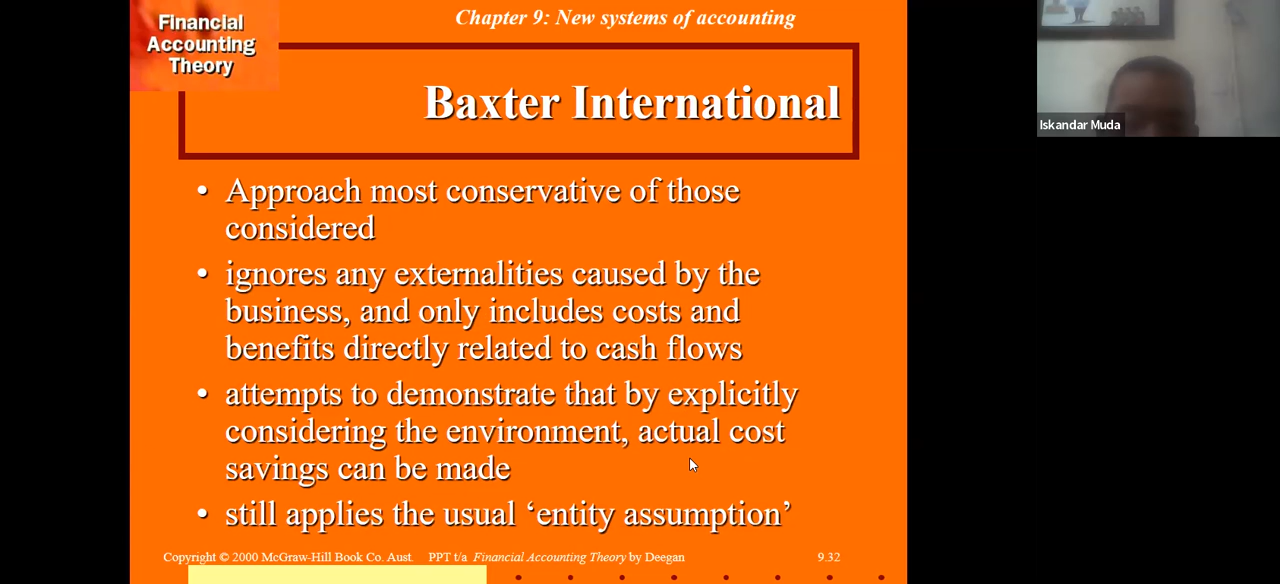 Financial
Accounting
Theory
Chapter 9: New systems of accounting
Baxter International
• Approach most conservative of those
considered
• ignores any externalities caused by the
business, and only includes costs and
benefits directly related to cash flows
• attempts to demonstrate that by explicitly
considering the environment, actual cost
savings can be made
• still applies the usual ‘entity assumption’
Copyright © 2000 McGraw-Hill Book Co. Aust. PPT t/a Financial Accounting Theory by Deegan 9.32
Iskandar Muda